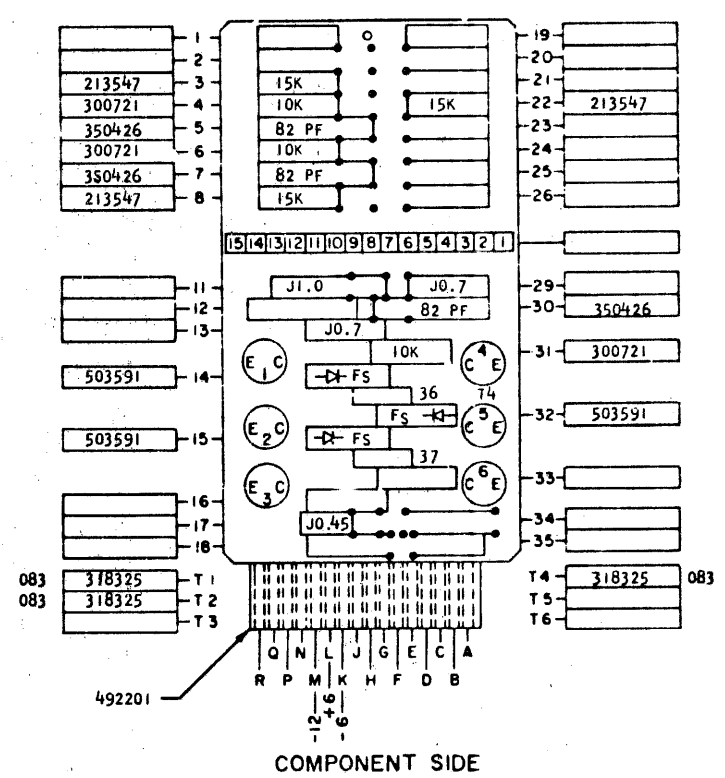 1 19
2 20
213547 3 15K 21
300721 4 10K 15K 22 213547
350426 5 82 PF 23
300721 6 10K 24
350426 7 82 PF 25
213547 8 15K 26
15 14 13 12 11 10 9 8 7 6 5 4 3 2 1
11 J1.0 J0.7 29
12 82 PF 30 350426
13 J0.7
10K 31 300721
E 1 C C 4 E
503591 14 FS
36 74
FS 32 503591
E 2 C C 5 E
503591 15 FS
37
E 3 C C 6 E 33
16
17 J0.45 34
18 35
083 318325 T1 T4 318325 083
083 318325 T2 T5
T3 T6
Q N L J G E C A
R P M K H F D B
492201 -12 +6 -6
COMPONENT SIDE